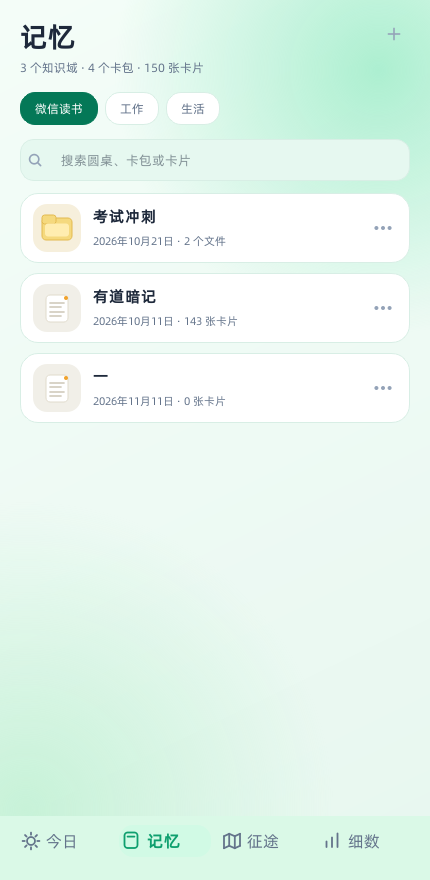 记忆
3 个知识域 · 4 个卡包 · 150 张卡片
微信读书 工作 生活
搜索圆桌、卡包或卡片
考试冲刺
2026年10月21日 · 2 个文件
有道暗记
2026年10月11日 · 143 张卡片
一
2026年11月11日 · 0 张卡片
今日 记忆 征途 细数